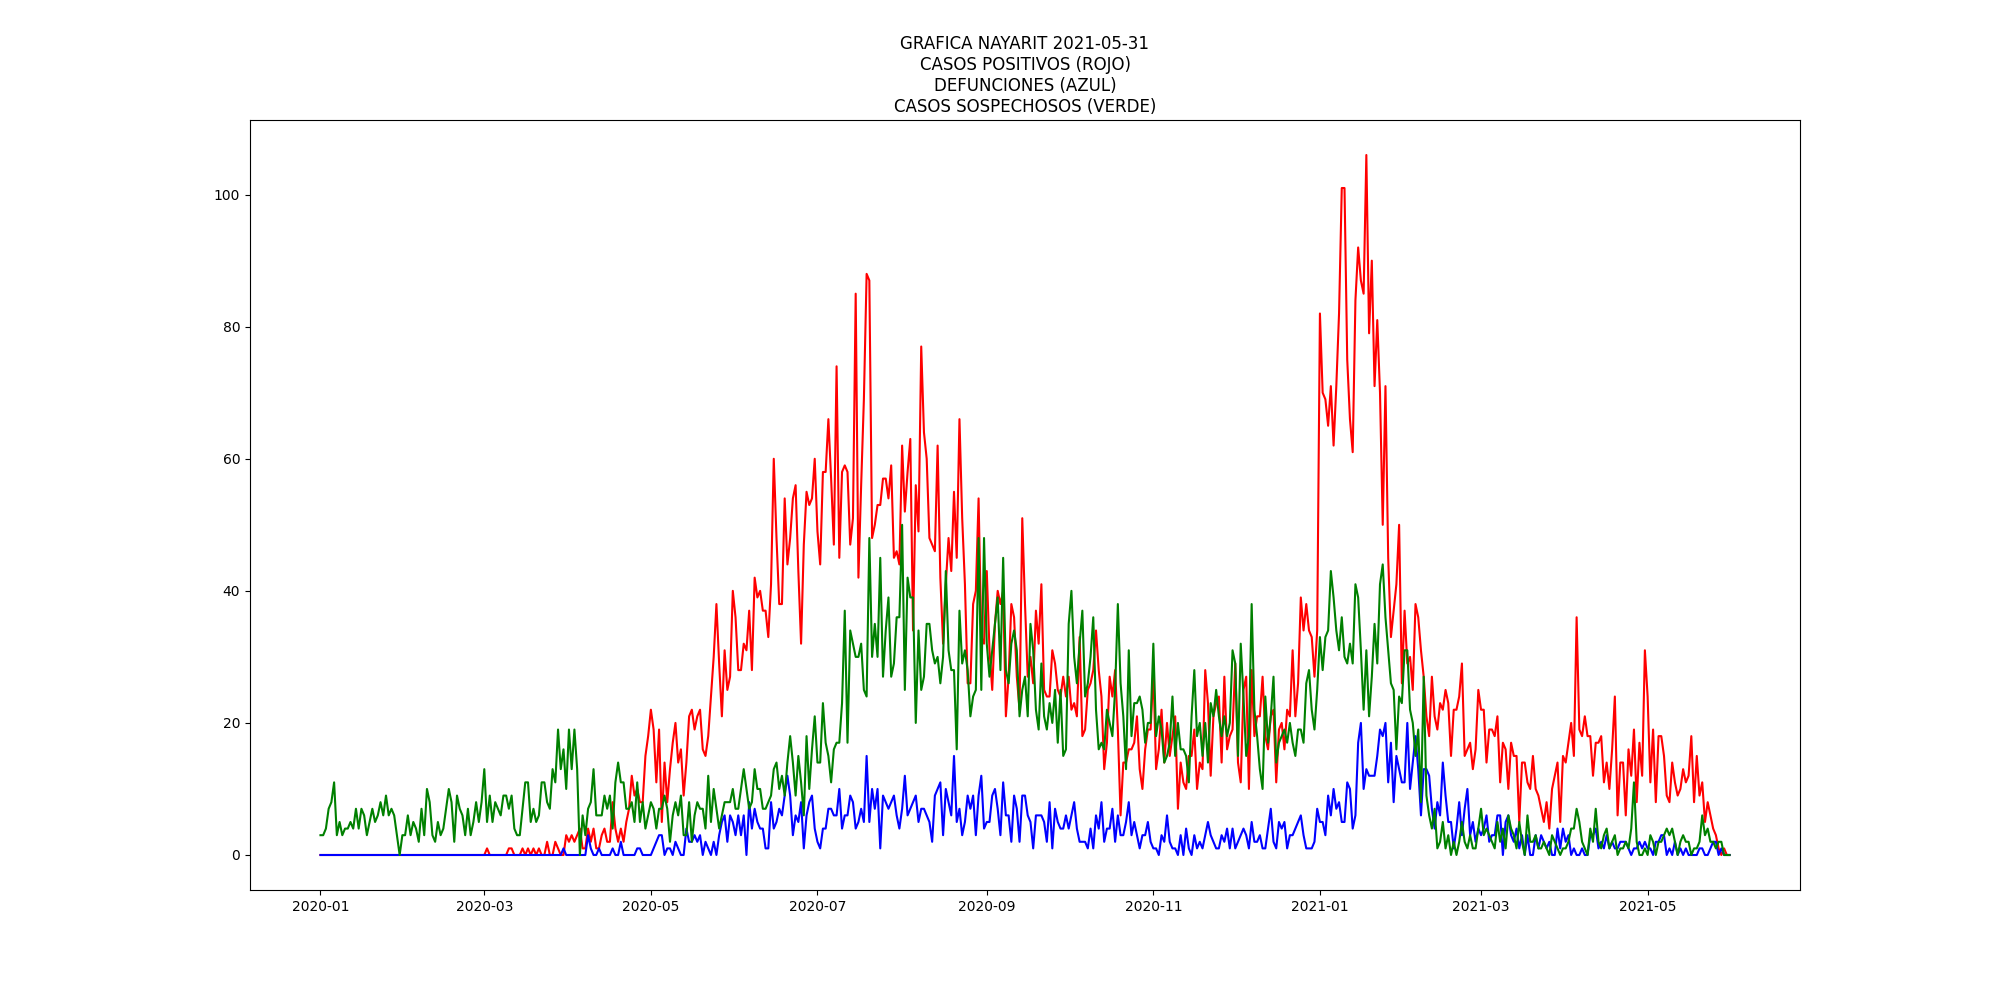 GRAFICA NAYARIT 2021-05-31
CASOS POSITIVOS (ROJO)
DEFUNCIONES (AZUL)
CASOS SOSPECHOSOS (VERDE)
100
80
60
40
20
0
2020-01 2020-03 2020-05 2020-07 2020-09 2020-11 2021-01 2021-03 2021-05